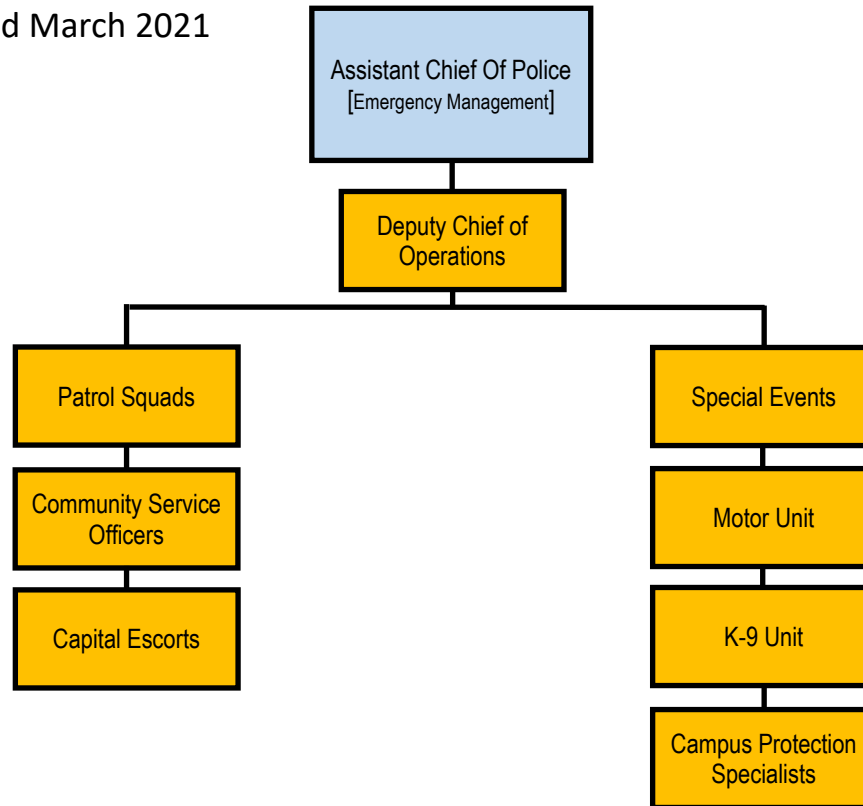 d March 2021
Assistant Chief Of Police
[Emergency Management]
Deputy Chief of
Operations
Patrol Squads
Special Events
Community Service
Officers
Motor Unit
Capital Escorts
K-9 Unit
Campus Protection
Specialists